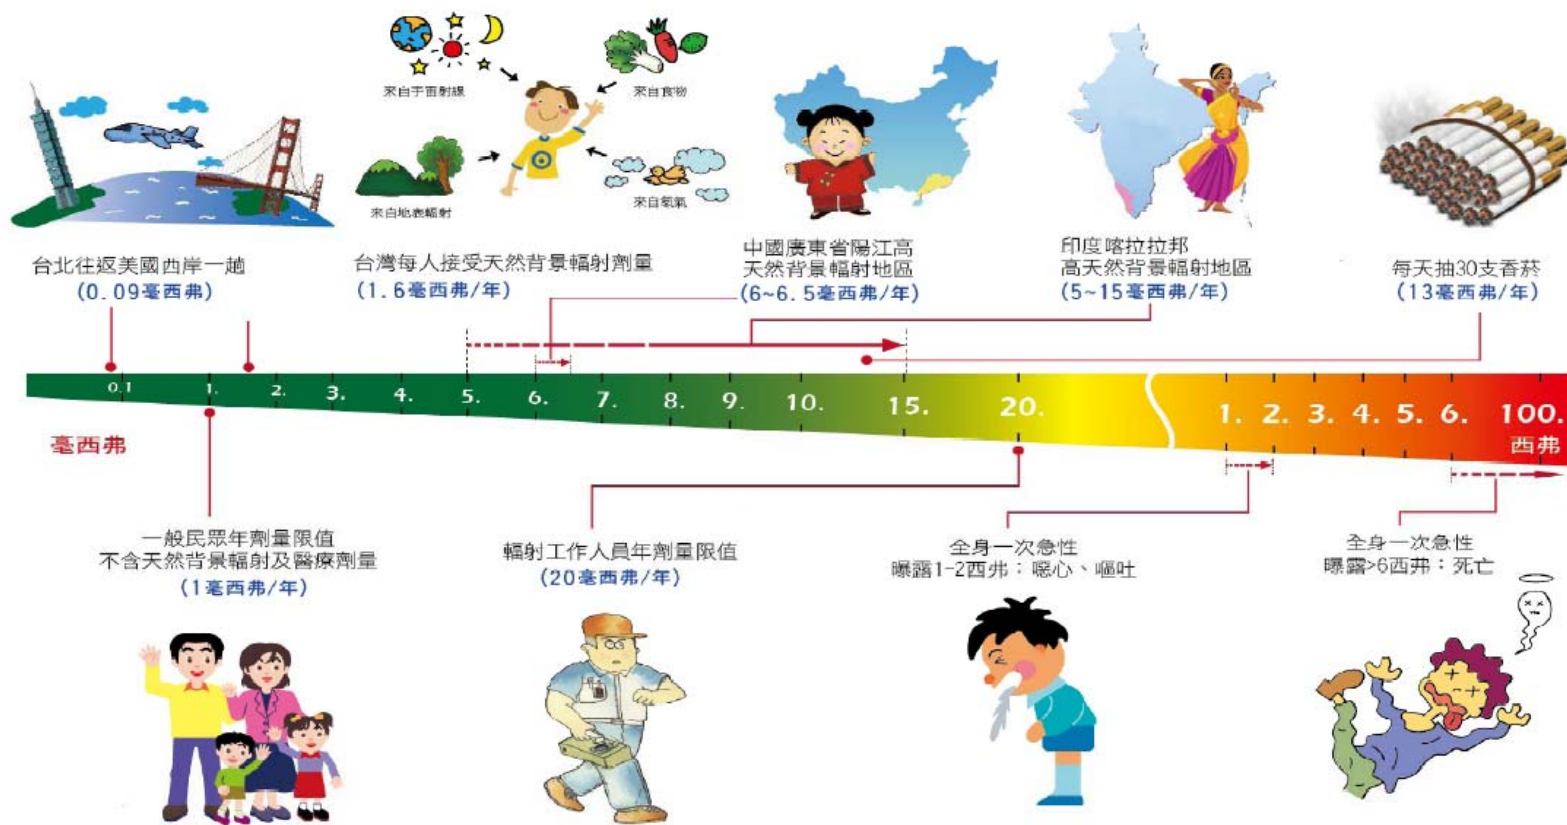 來自宇宙射線
來自食物
來自地表輻射
來自氡氣
台北往返美國西岸一趟
(0.09毫西弗)
台灣每人接受天然背景輻射劑量
(1.6毫西弗/年)
中國廣東省陽江高
天然背景輻射地區
(6~6.5毫西弗/年)
印度喀拉拉邦
高天然背景輻射地區
(5~15毫西弗/年)
每天抽30支香菸
(13毫西弗/年)
0.1 1. 2. 3. 4. 5. 6. 7. 8. 9. 10. 15. 20. 1. 2. 3. 4. 5. 6. 100.
毫西弗
西弗
一般民眾年劑量限值
不含天然背景輻射及醫療劑量
(1毫西弗/年)
輻射工作人員年劑量限值
(20毫西弗/年)
全身一次急性
曝露1-2西弗：噁心、嘔吐
全身一次急性
曝露>6西弗：死亡